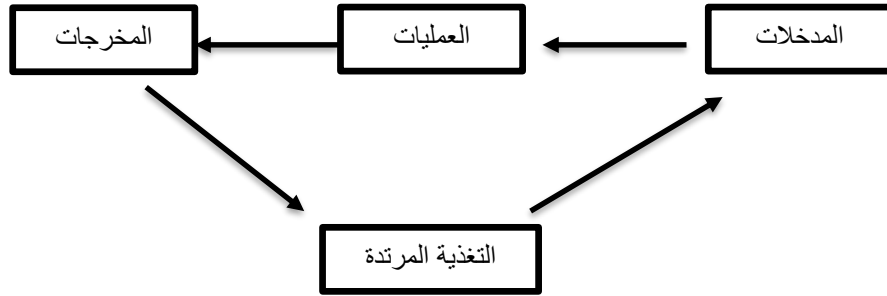 المدخلات
العمليات
المخرجات
التغذية المرتدة